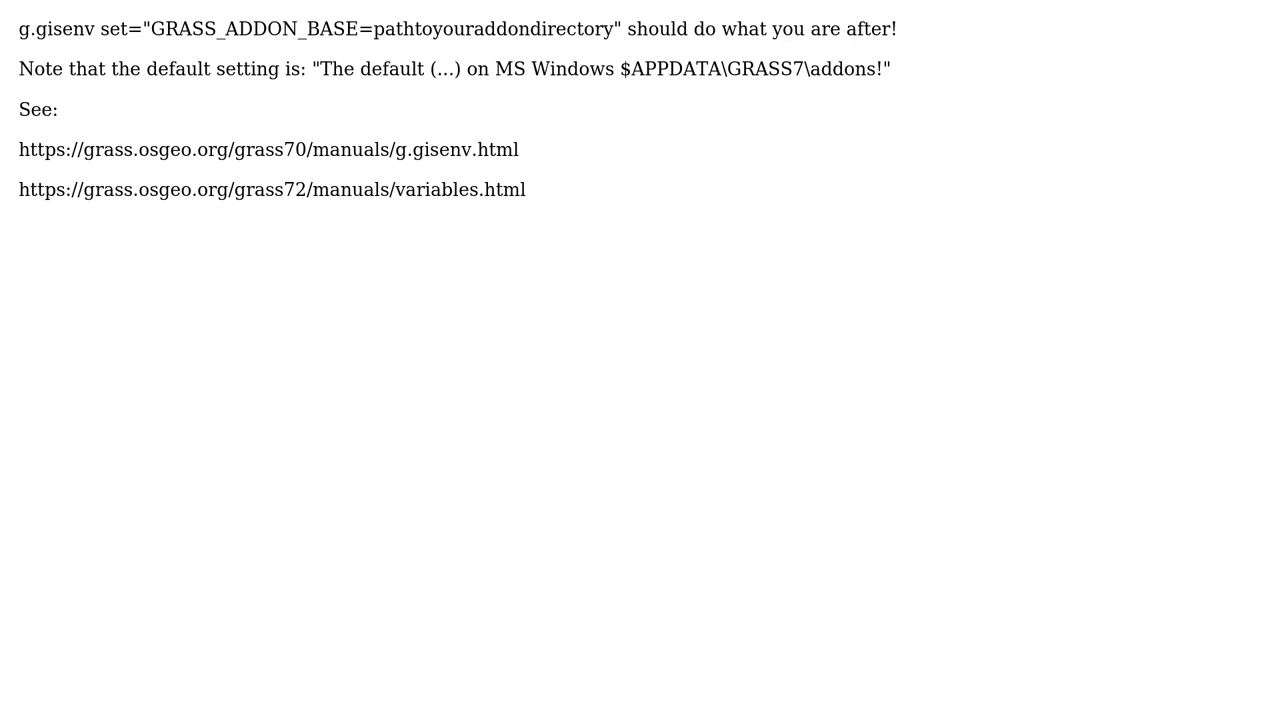 g.gisenv set="GRASS_ADDON_BASE=pathtoyouraddondirectory" should do what you are after!
Note that the default setting is: "The default (...) on MS Windows $APPDATA\GRASS7\addons!"
See:
https://grass.osgeo.org/grass70/manuals/g.gisenv.html
https://grass.osgeo.org/grass72/manuals/variables.html